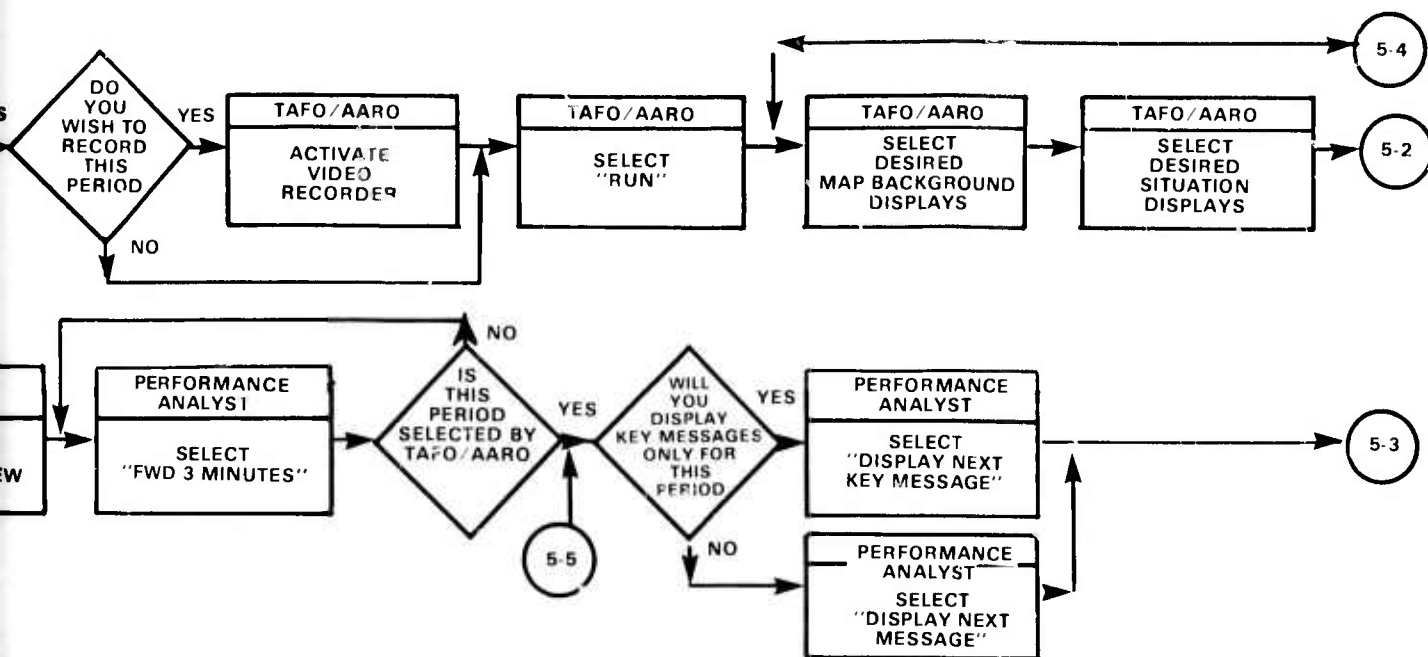 5-4
S
DO
YOU
WISH TO
RECORD
THIS
PERIOD
YES
NO
TAFO/AARO
ACTIVATE
VIDEO
RECORDER
TAFO/AARO
SELECT
"RUN"
TAFO/AARO
SELECT
DESIRED
MAP BACKGROUND
DISPLAYS
TAFO/AARO
SELECT
DESIRED
SITUATION
DISPLAYS
5-2
EW
PERFORMANCE
ANALYST
SELECT
"FWD 3 MINUTES"
NO
IS
THIS
PERIOD
SELECTED BY
TAFO/AARO
YES
5-5
WILL
YOU
DISPLAY
KEY MESSAGES
ONLY FOR
THIS
PERIOD
YES
NO
PERFORMANCE
ANALYST
SELECT
"DISPLAY NEXT
KEY MESSAGE"
5-3
PERFORMANCE
ANALYST
SELECT
"DISPLAY NEXT
MESSAGE"